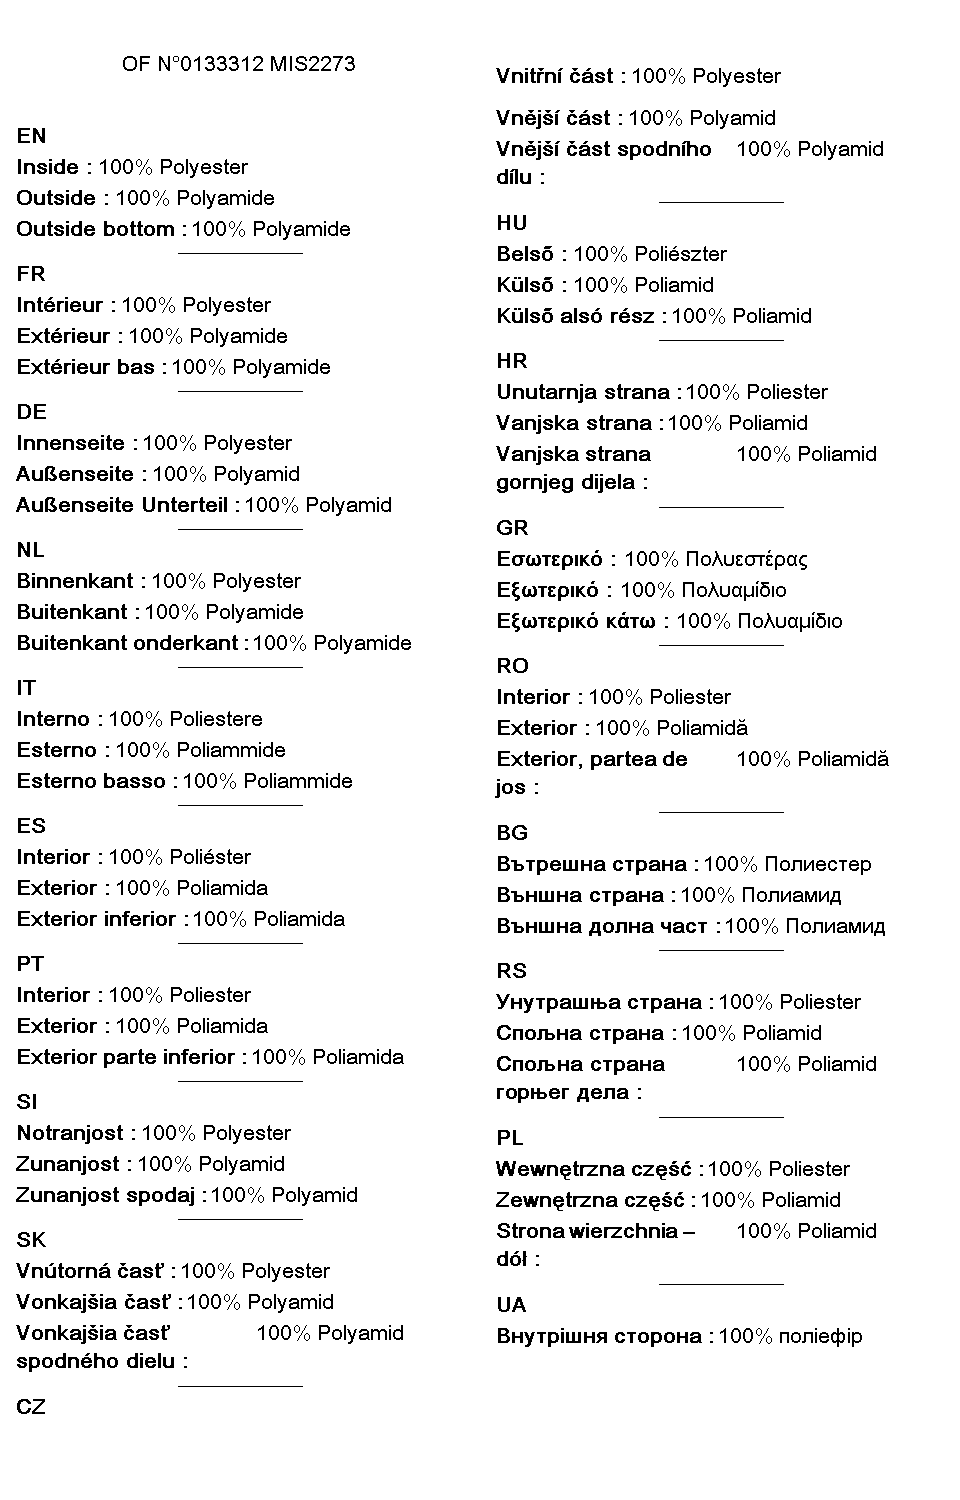 OF N°0133312 MIS2273
EN
Inside : 100% Polyester
Outside : 100% Polyamide
Outside bottom : 100% Polyamide
FR
Intérieur : 100% Polyester
Extérieur : 100% Polyamide
Extérieur bas : 100% Polyamide
DE
Innenseite : 100% Polyester
Außenseite : 100% Polyamid
Außenseite Unterteil : 100% Polyamid
NL
Binnenkant : 100% Polyester
Buitenkant : 100% Polyamide
Buitenkant onderkant : 100% Polyamide
IT
Interno : 100% Poliestere
Esterno : 100% Poliammide
Esterno basso : 100% Poliammide
ES
Interior : 100% Poliéster
Exterior : 100% Poliamida
Exterior inferior : 100% Poliamida
PT
Interior : 100% Poliester
Exterior : 100% Poliamida
Exterior parte inferior : 100% Poliamida
SI
Notranjost : 100% Polyester
Zunanjost : 100% Polyamid
Zunanjost spodaj : 100% Polyamid
SK
Vnútorná časť : 100% Polyester
Vonkajšia časť : 100% Polyamid
Vonkajšia časť 100% Polyamid
spodného dielu :
CZ
Vnitřní část : 100% Polyester
Vnější část : 100% Polyamid
Vnější část spodního 100% Polyamid
dílu :
HU
Belsõ : 100% Poliészter
Külsõ : 100% Poliamid
Külsõ alsó rész : 100% Poliamid
HR
Unutarnja strana : 100% Poliester
Vanjska strana : 100% Poliamid
Vanjska strana 100% Poliamid
gornjeg dijela :
GR
Εσωτερικό : 100% Πολυεστέρας
Εξωτερικό : 100% Πολυαμίδιο
Εξωτερικό κάτω : 100% Πολυαμίδιο
RO
Interior : 100% Poliester
Exterior : 100% Poliamidă
Exterior, partea de 100% Poliamidă
jos :
BG
Вътрешна страна : 100% Полиестер
Външна страна : 100% Полиамид
Външна долна част : 100% Полиамид
RS
Унутрашња страна : 100% Poliester
Спољна страна : 100% Poliamid
Спољна страна 100% Poliamid
горњег дела :
PL
Wewnętrzna część : 100% Poliester
Zewnętrzna część : 100% Poliamid
Strona wierzchnia – 100% Poliamid
dół :
UA
Внутрішня сторона : 100% поліефір